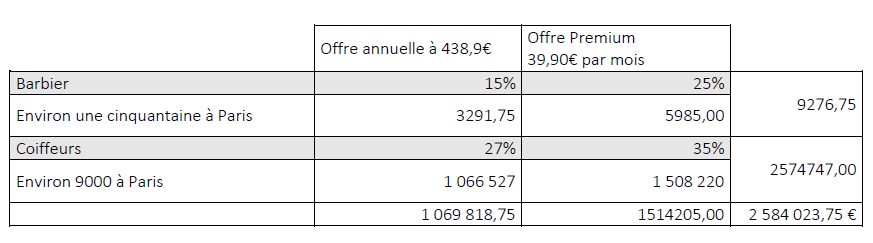 Offre annuelle à 438,9€
Offre Premium
39,90€ par mois
Barbier 15% 25%
9276,75
Environ une cinquantaine à Paris 3291,75 5985,00
Coiffeurs 27% 35%
2574747,00
Environ 9000 à Paris 1 066 527 1 508 220
1 069 818,75 1514205,00 2 584 023,75 €